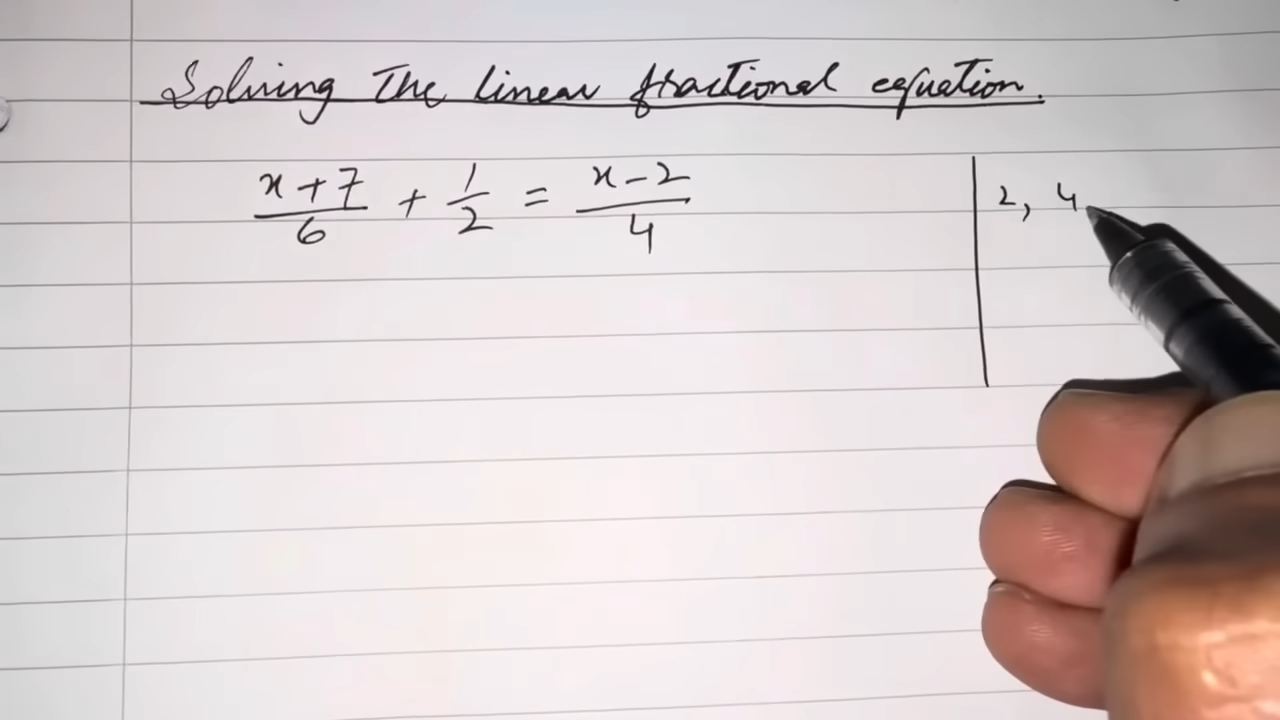 Solving The linear fractional equation.
x+7/6 + 1/2 = x-2/4
2, 4